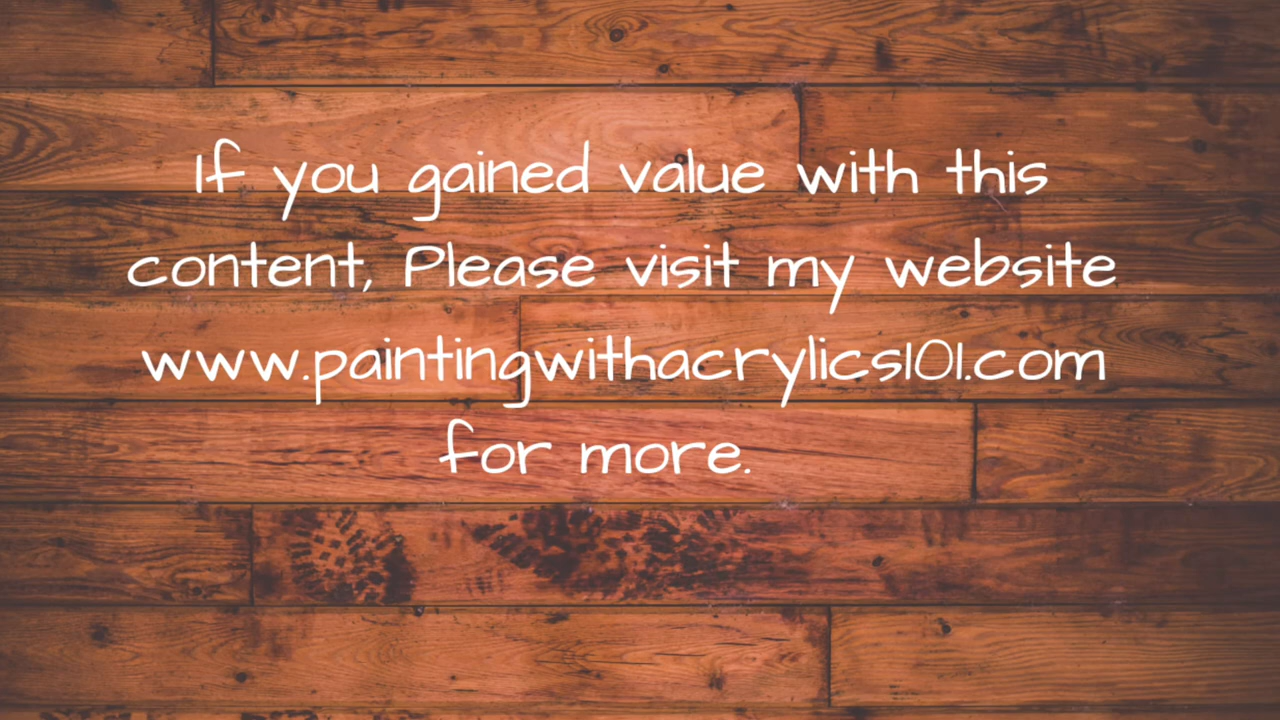 If you gained value with this
content, Please visit my website
www.paintingwithacrylics101.com
for more.